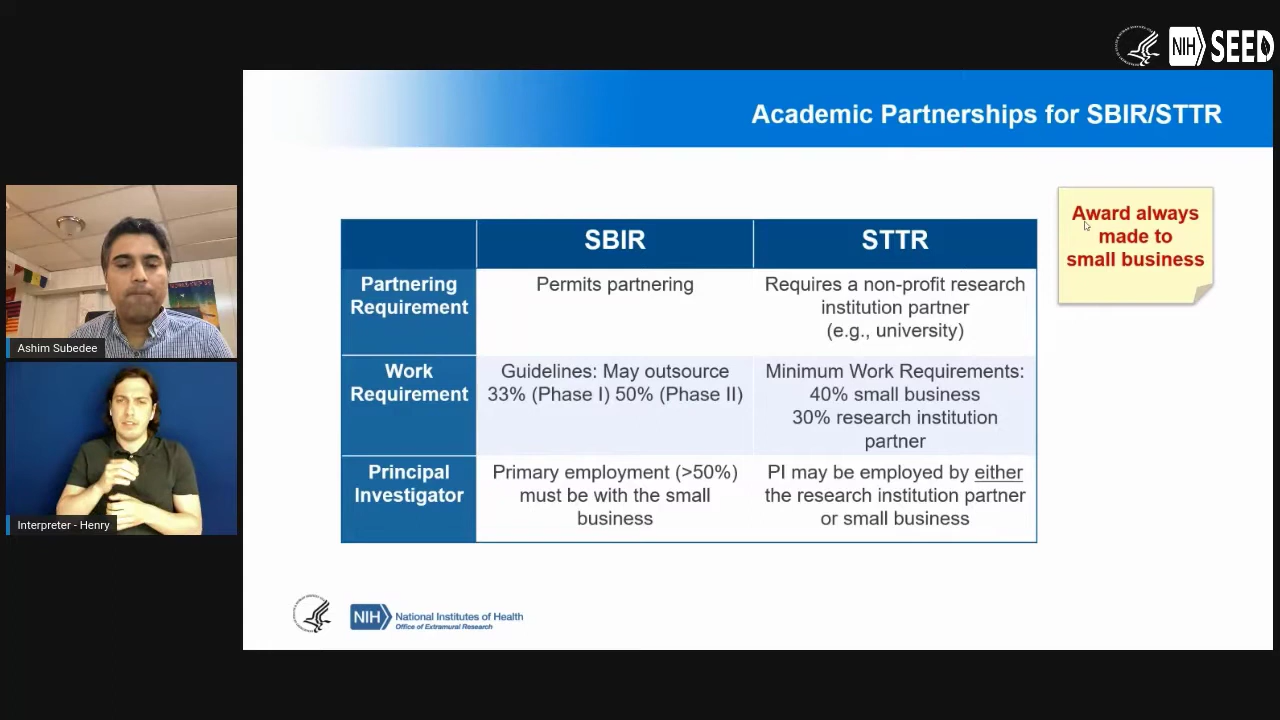 NIH SEED
Academic Partnerships for SBIR/STTR
Award always
made to
small business
SBIR
STTR
Partnering
Requirement
Permits partnering
Requires a non-profit research
institution partner
(e.g., university)
Work
Requirement
Guidelines: May outsource
33% (Phase I) 50% (Phase II)
Minimum Work Requirements:
40% small business
30% research institution
partner
Principal
Investigator
Primary employment (>50%)
must be with the small
business
PI may be employed by either
the research institution partner
or small business
Ashim Subedee
Interpreter - Henry
NIH
National Institutes of Health
Office of Extramural Research